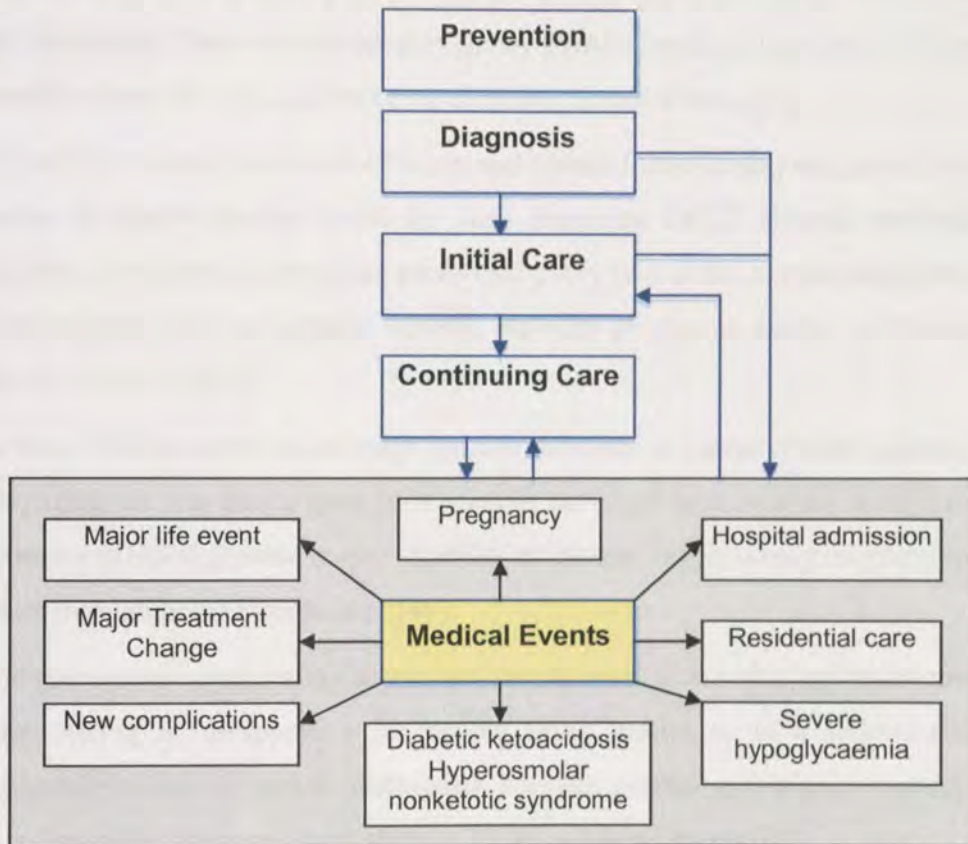 Prevention
Diagnosis
Initial Care
Continuing Care
Pregnancy
Major life event
Hospital admission
Major Treatment
Change
Medical Events
Residential care
New complications
Diabetic ketoacidosis
Hyperosmolar
nonketotic syndrome
Severe
hypoglycaemia